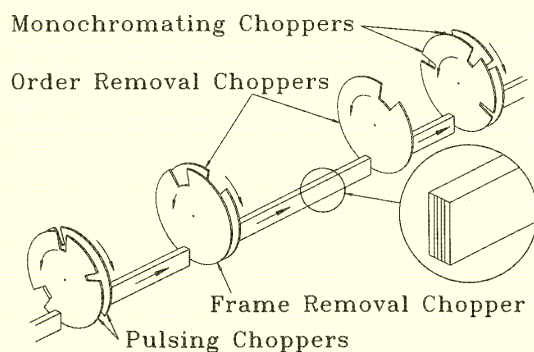 Monochromating Choppers
Order Removal Choppers
Frame Removal Chopper
Pulsing Choppers